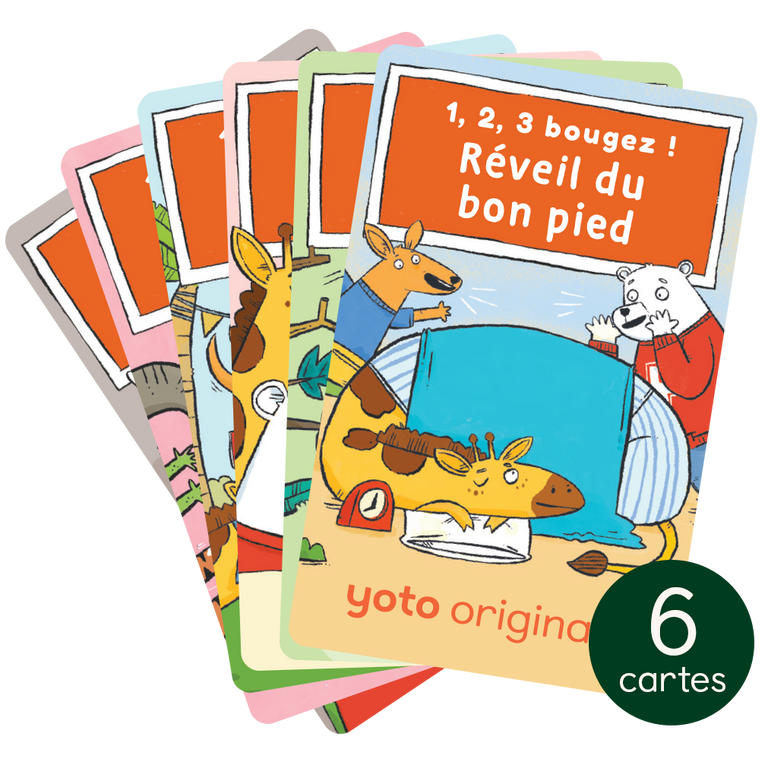 1, 2, 3 bougez !
Réveil du
bon pied
yoto origina
6
cartes